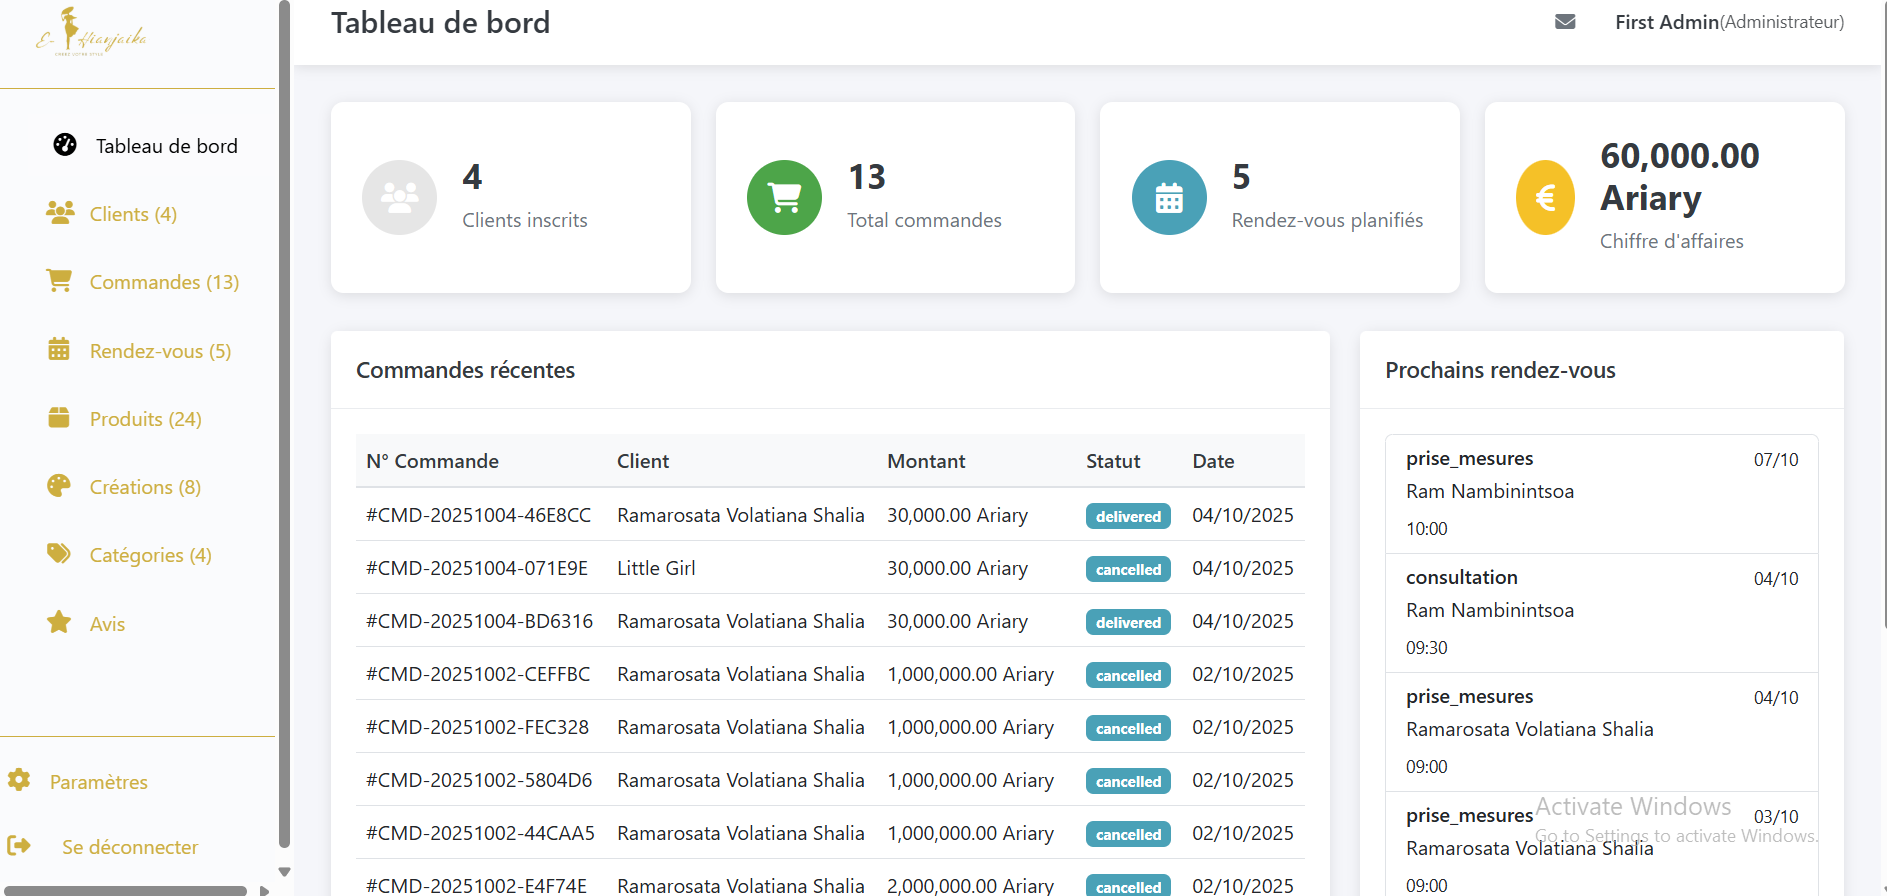 E-Hianjaika
Tableau de bord
First Admin(Administrateur)
Tableau de bord
Clients (4)
Commandes (13)
Rendez-vous (5)
Produits (24)
Créations (8)
Catégories (4)
Avis
Paramètres
Se déconnecter
4
Clients inscrits
13
Total commandes
5
Rendez-vous planifiés
€
60,000.00
Ariary
Chiffre d'affaires
Commandes récentes
N° Commande Client Montant Statut Date
#CMD-20251004-46E8CC Ramarosata Volatiana Shalia 30,000.00 Ariary delivered 04/10/2025
#CMD-20251004-071E9E Little Girl 30,000.00 Ariary cancelled 04/10/2025
#CMD-20251004-BD6316 Ramarosata Volatiana Shalia 30,000.00 Ariary delivered 04/10/2025
#CMD-20251002-CEFFBC Ramarosata Volatiana Shalia 1,000,000.00 Ariary cancelled 02/10/2025
#CMD-20251002-FEC328 Ramarosata Volatiana Shalia 1,000,000.00 Ariary cancelled 02/10/2025
#CMD-20251002-5804D6 Ramarosata Volatiana Shalia 1,000,000.00 Ariary cancelled 02/10/2025
#CMD-20251002-44CAA5 Ramarosata Volatiana Shalia 1,000,000.00 Ariary cancelled 02/10/2025
#CMD-20251002-E4F74E Ramarosata Volatiana Shalia 2,000,000.00 Ariary cancelled 02/10/2025
Prochains rendez-vous
prise_mesures 07/10
Ram Nambinintsoa
10:00
consultation 04/10
Ram Nambinintsoa
09:30
prise_mesures 04/10
Ramarosata Volatiana Shalia
09:00
prise_mesures 03/10
Ramarosata Volatiana Shalia
09:00
Activate Windows
Go to Settings to activate Windows.